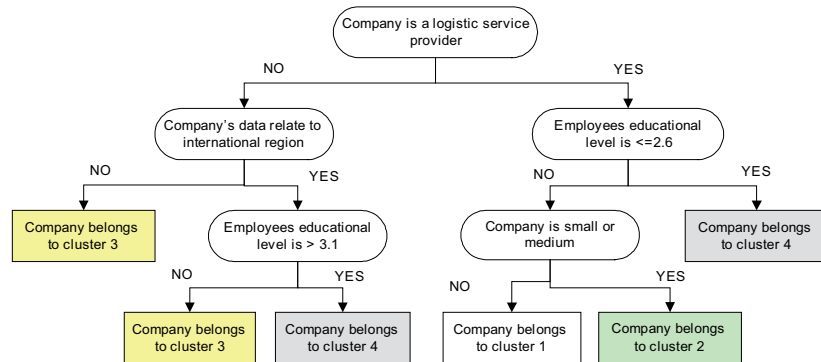 Company is a logistic service
provider
NO
YES
Company's data relate to
international region
Employees educational
level is <=2.6
NO
YES
NO
YES
Company belongs
to cluster 3
Employees educational
level is > 3.1
Company is small or
medium
Company belongs
to cluster 4
NO
YES
NO
YES
Company belongs
to cluster 3
Company belongs
to cluster 4
Company belongs
to cluster 1
Company belongs
to cluster 2